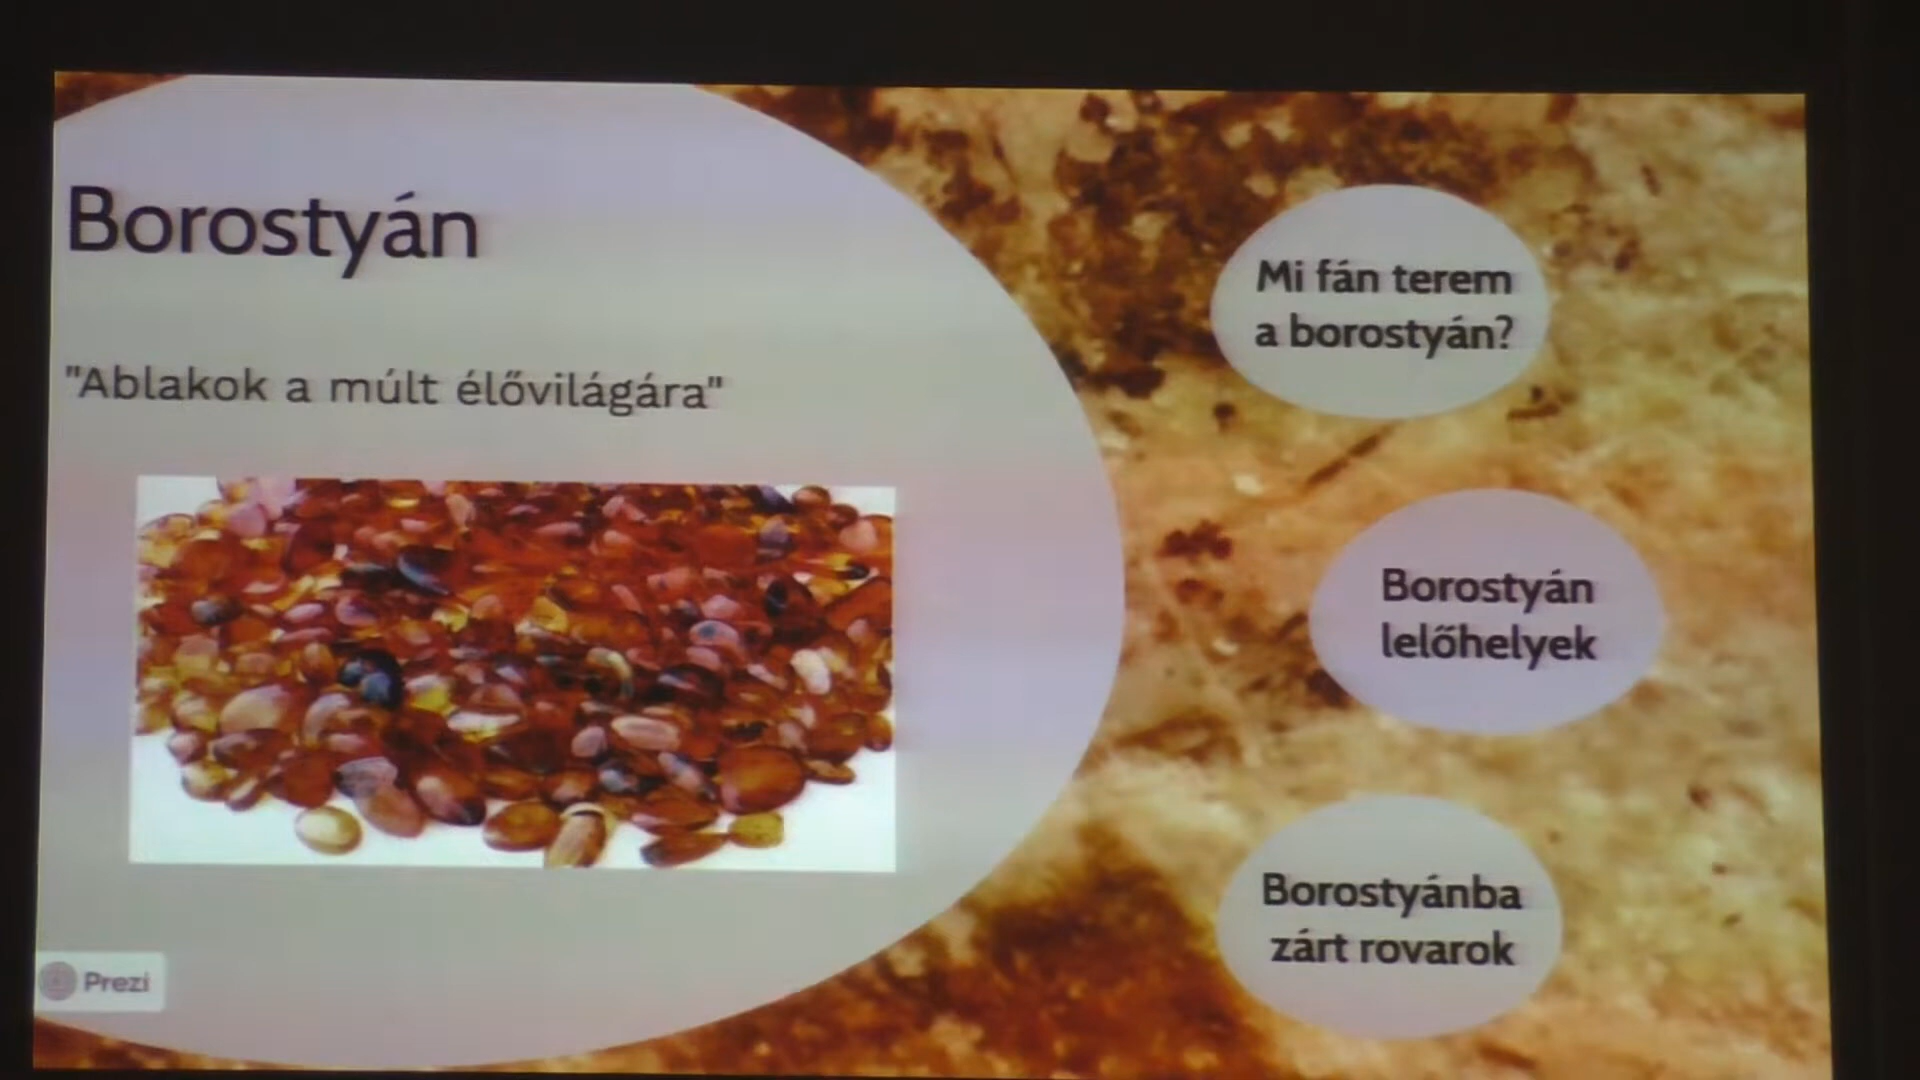 Borostyán
"Ablakok a múlt élővilágára"
Mi fán terem
a borostyán?
Borostyán
lelőhelyek
Borostyánba
zárt rovarok
Prezi